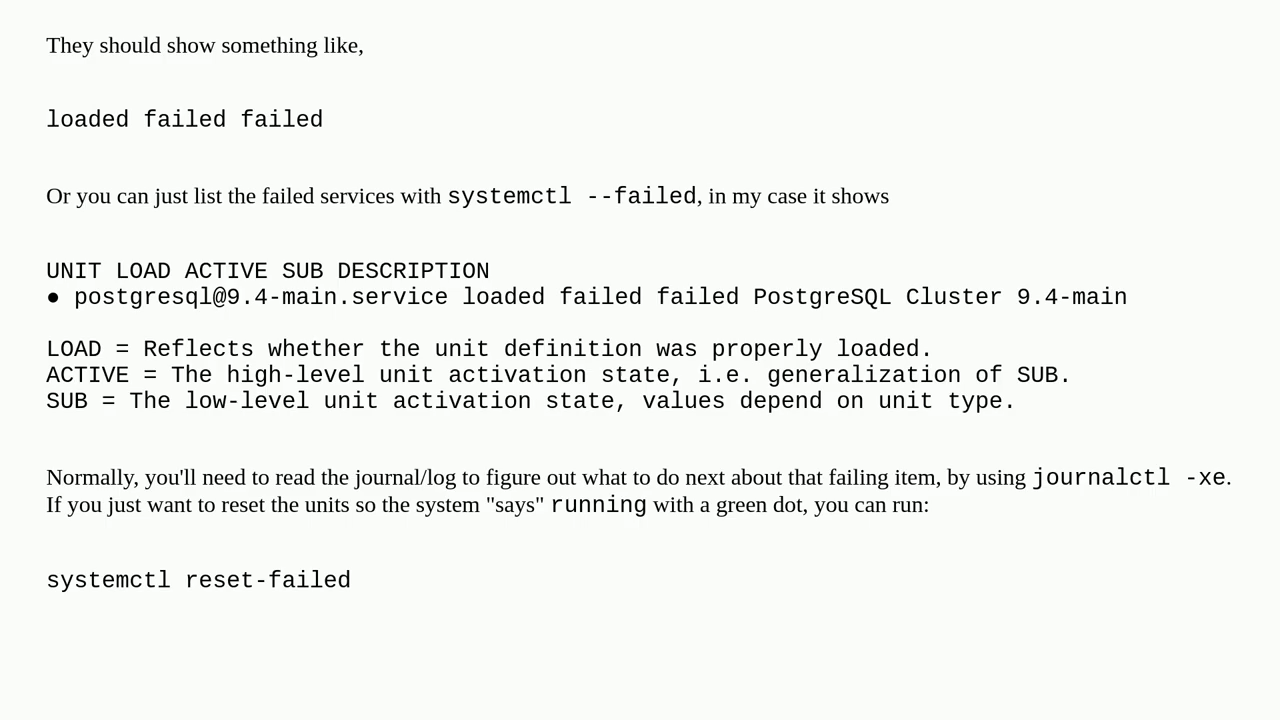 They should show something like,
loaded failed failed
Or you can just list the failed services with systemctl --failed, in my case it shows
UNIT LOAD ACTIVE SUB DESCRIPTION
● postgresql@9.4-main.service loaded failed failed PostgreSQL Cluster 9.4-main
LOAD = Reflects whether the unit definition was properly loaded.
ACTIVE = The high-level unit activation state, i.e. generalization of SUB.
SUB = The low-level unit activation state, values depend on unit type.
Normally, you'll need to read the journal/log to figure out what to do next about that failing item, by using journalctl -xe.
If you just want to reset the units so the system "says" running with a green dot, you can run:
systemctl reset-failed